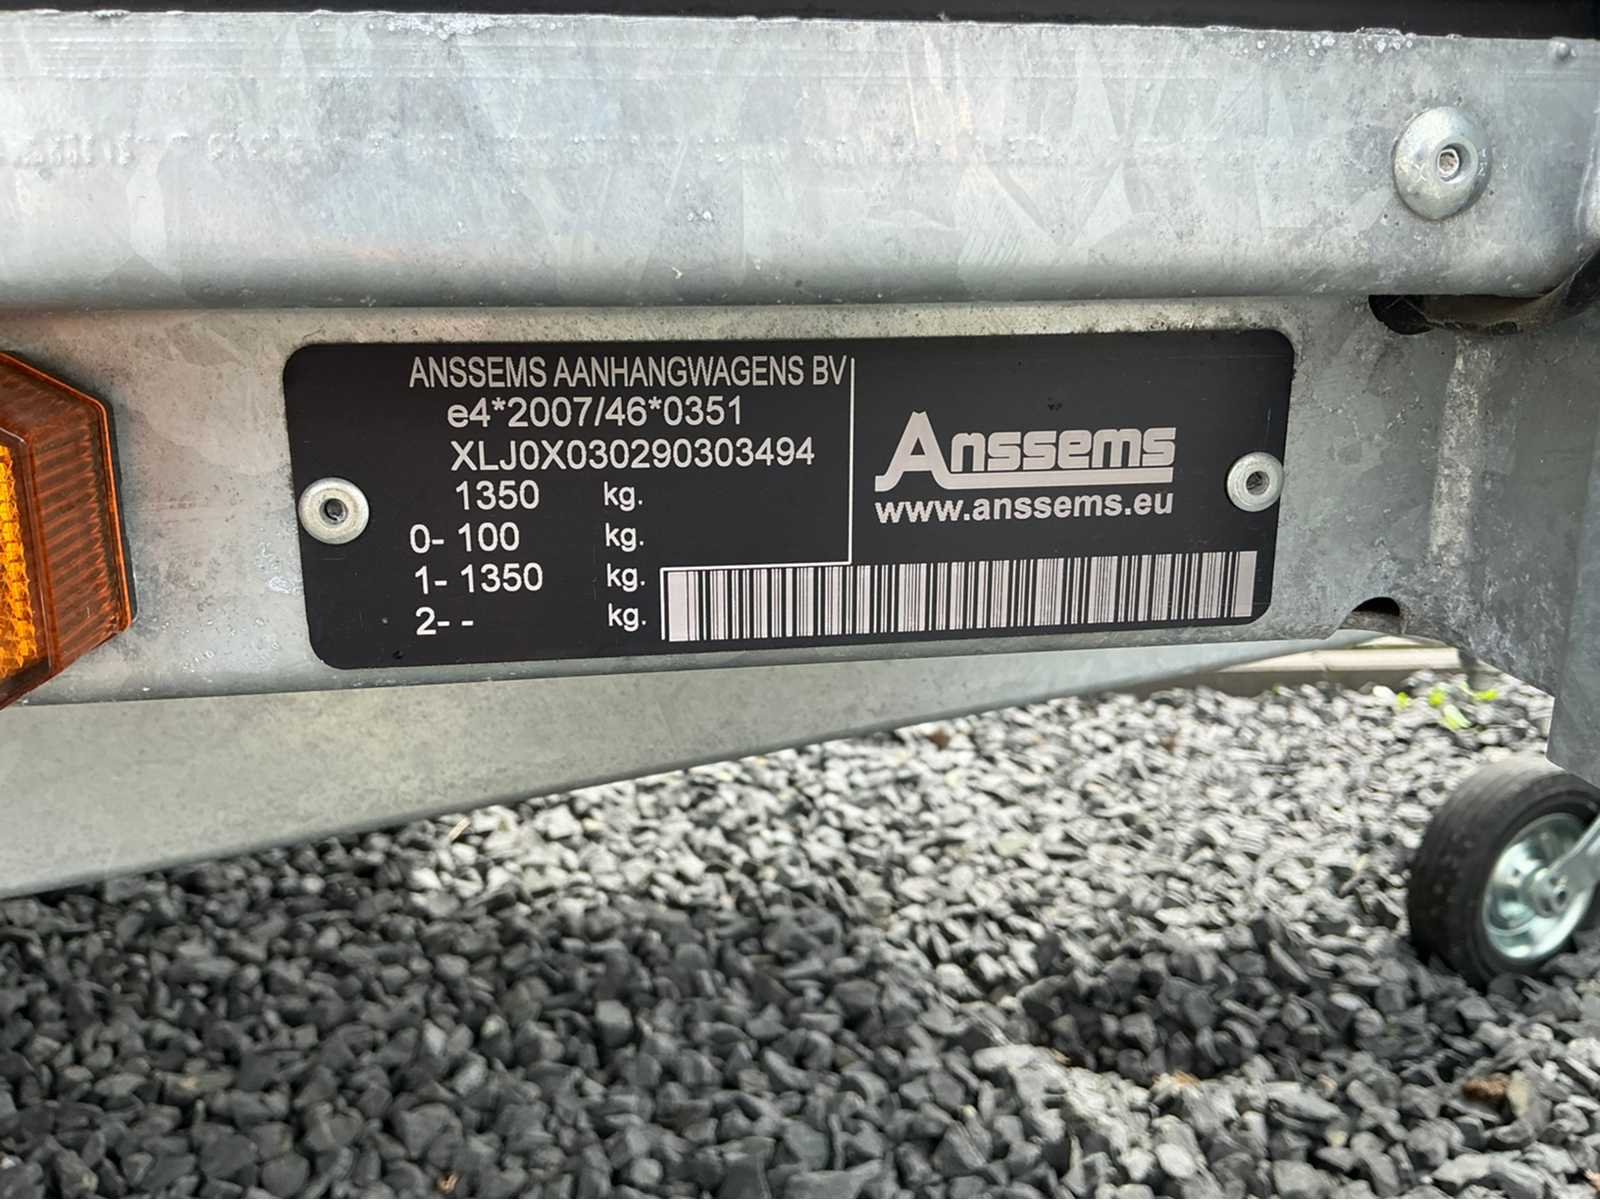 ANSSEMS AANHANGWAGENS BV
e4*2007/46*0351
XLJ0X030290303494
1350 kg.
0- 100 kg.
1- 1350 kg.
2- - kg.
Anssems
www.anssems.eu